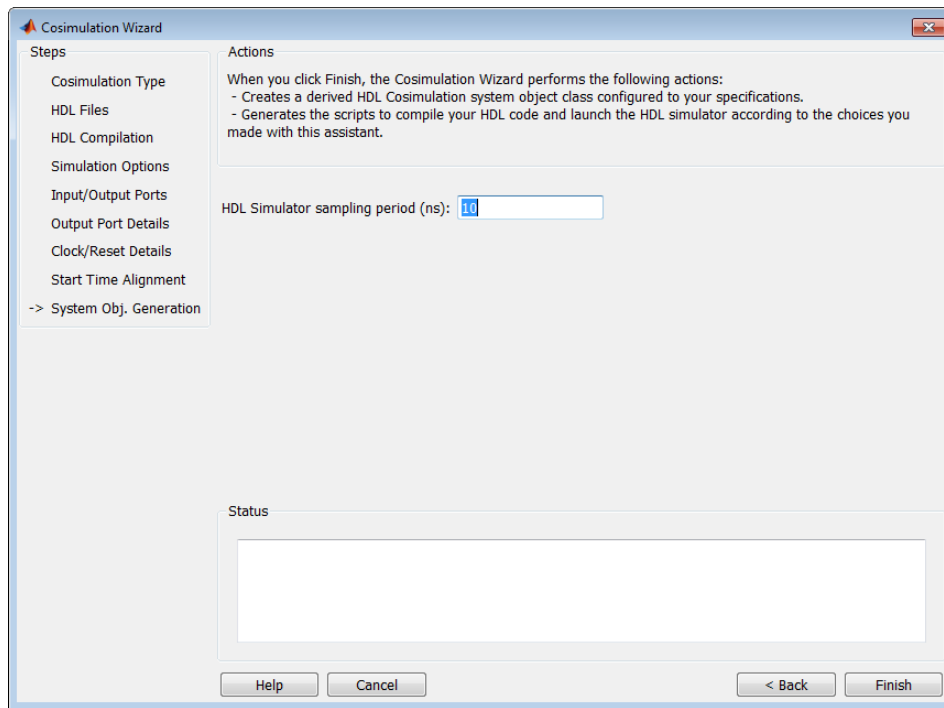 Cosimulation Wizard
Steps
Cosimulation Type
HDL Files
HDL Compilation
Simulation Options
Input/Output Ports
Output Port Details
Clock/Reset Details
Start Time Alignment
-> System Obj. Generation
Actions
When you click Finish, the Cosimulation Wizard performs the following actions:
- Creates a derived HDL Cosimulation system object class configured to your specifications.
- Generates the scripts to compile your HDL code and launch the HDL simulator according to the choices you
made with this assistant.
HDL Simulator sampling period (ns): 10
Status
Help Cancel < Back Finish